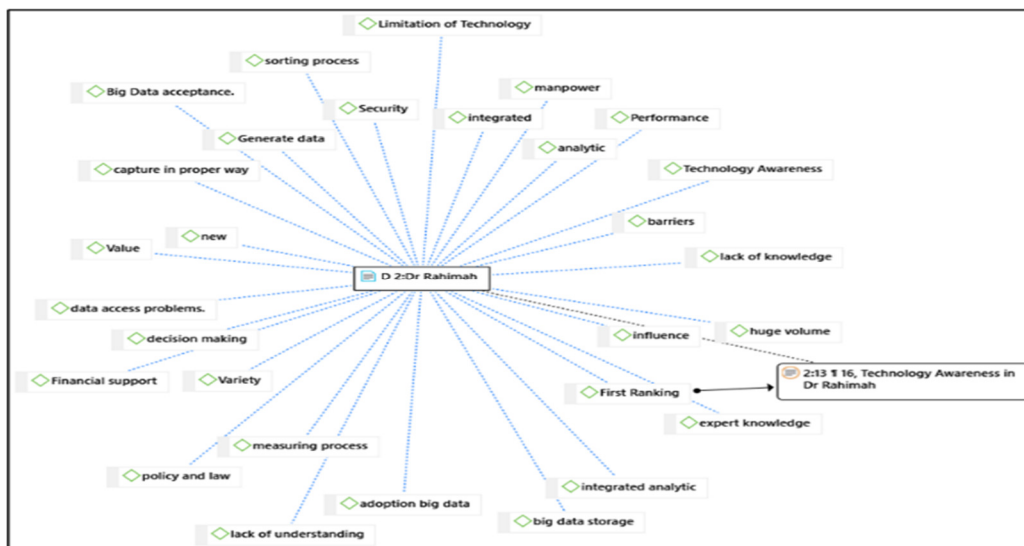 Limitation of Technology
sorting process
manpower
Big Data acceptance.
Security
integrated
Performance
Generate data
analytic
capture in proper way
Technology Awareness
barriers
new
Value
lack of knowledge
D 2:Dr Rahimah
data access problems.
huge volume
influence
decision making
2:13 ¶ 16, Technology Awareness in
Dr Rahimah
Financial support
Variety
First Ranking
expert knowledge
measuring process
policy and law
integrated analytic
adoption big data
big data storage
lack of understanding